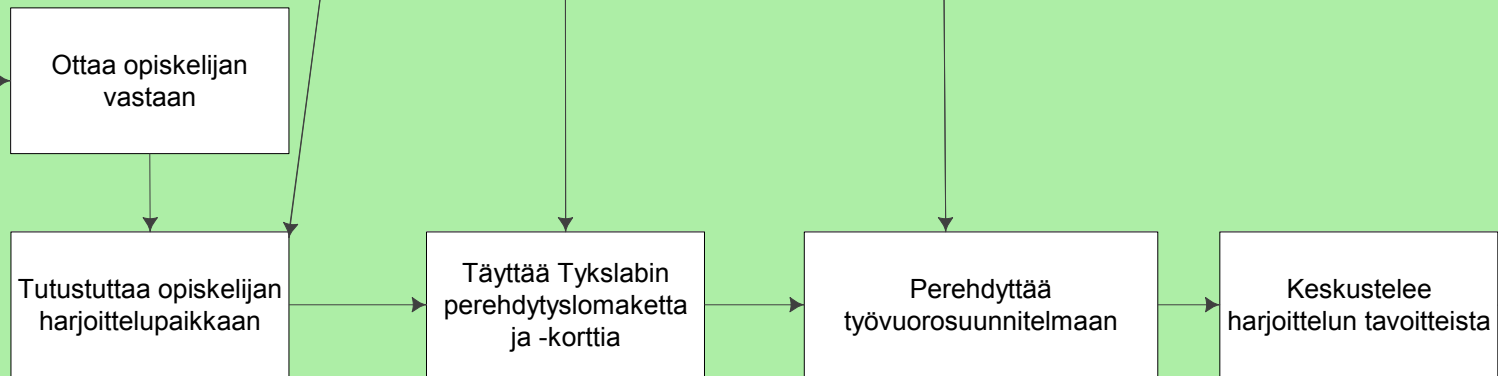 Ottaa opiskelijan
vastaan
Tutustuttaa opiskelijan
harjoittelupaikkaan
Täyttää Tykslabin
perehdytyslomaketta
ja -korttia
Perehdyttää
työvuorosuunnitelmaan
Keskustelee
harjoittelun tavoitteista